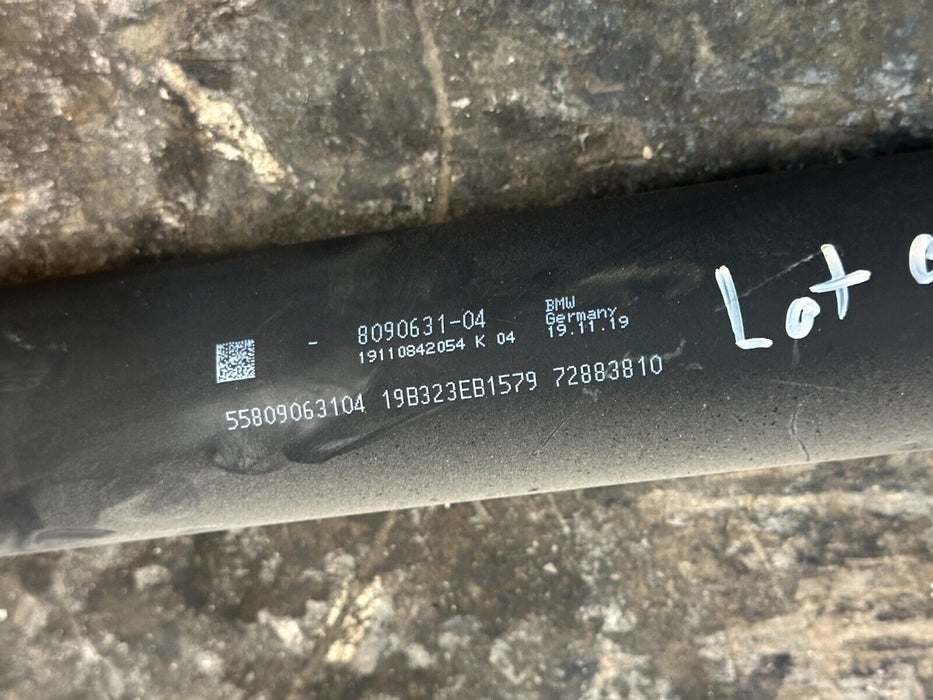 - 8090631-04
19110842054 K 04
BMW
Germany
19.11.19
55809063104 19B323EB1579 72883810
Lot